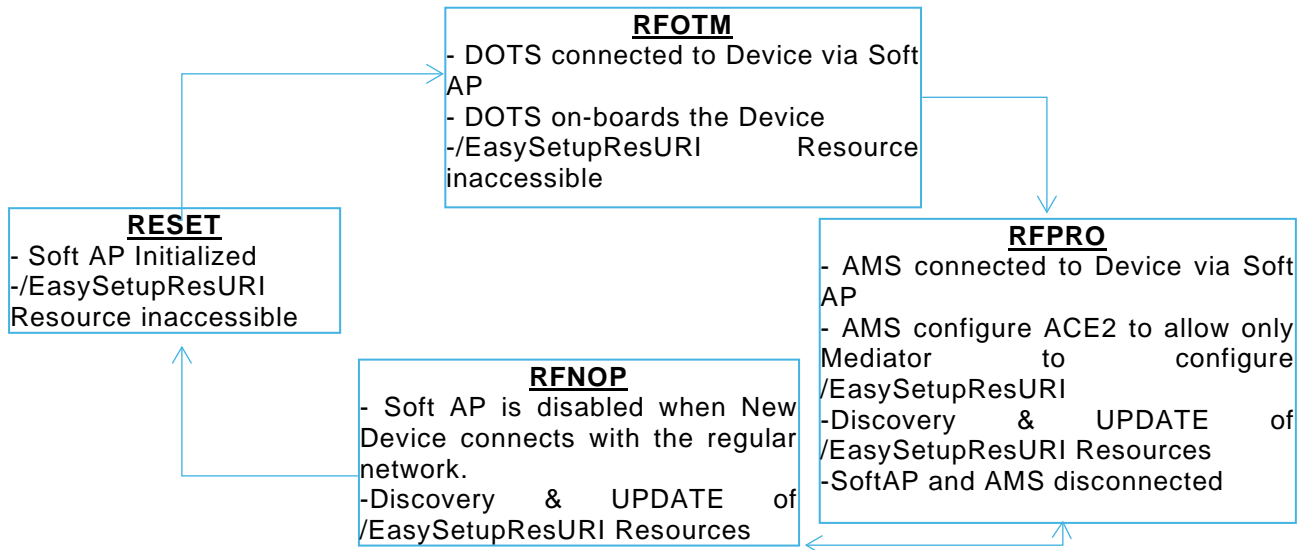 RFOTM
- DOTS connected to Device via Soft
AP
- DOTS on-boards the Device
-/EasySetupResURI Resource
inaccessible
RESET
- Soft AP Initialized
-/EasySetupResURI
Resource inaccessible
RFPRO
- AMS connected to Device via Soft
AP
- AMS configure ACE2 to allow only
Mediator to configure
/EasySetupResURI
-Discovery & UPDATE of
/EasySetupResURI Resources
-SoftAP and AMS disconnected
RFNOP
- Soft AP is disabled when New
Device connects with the regular
network.
-Discovery & UPDATE of
/EasySetupResURI Resources